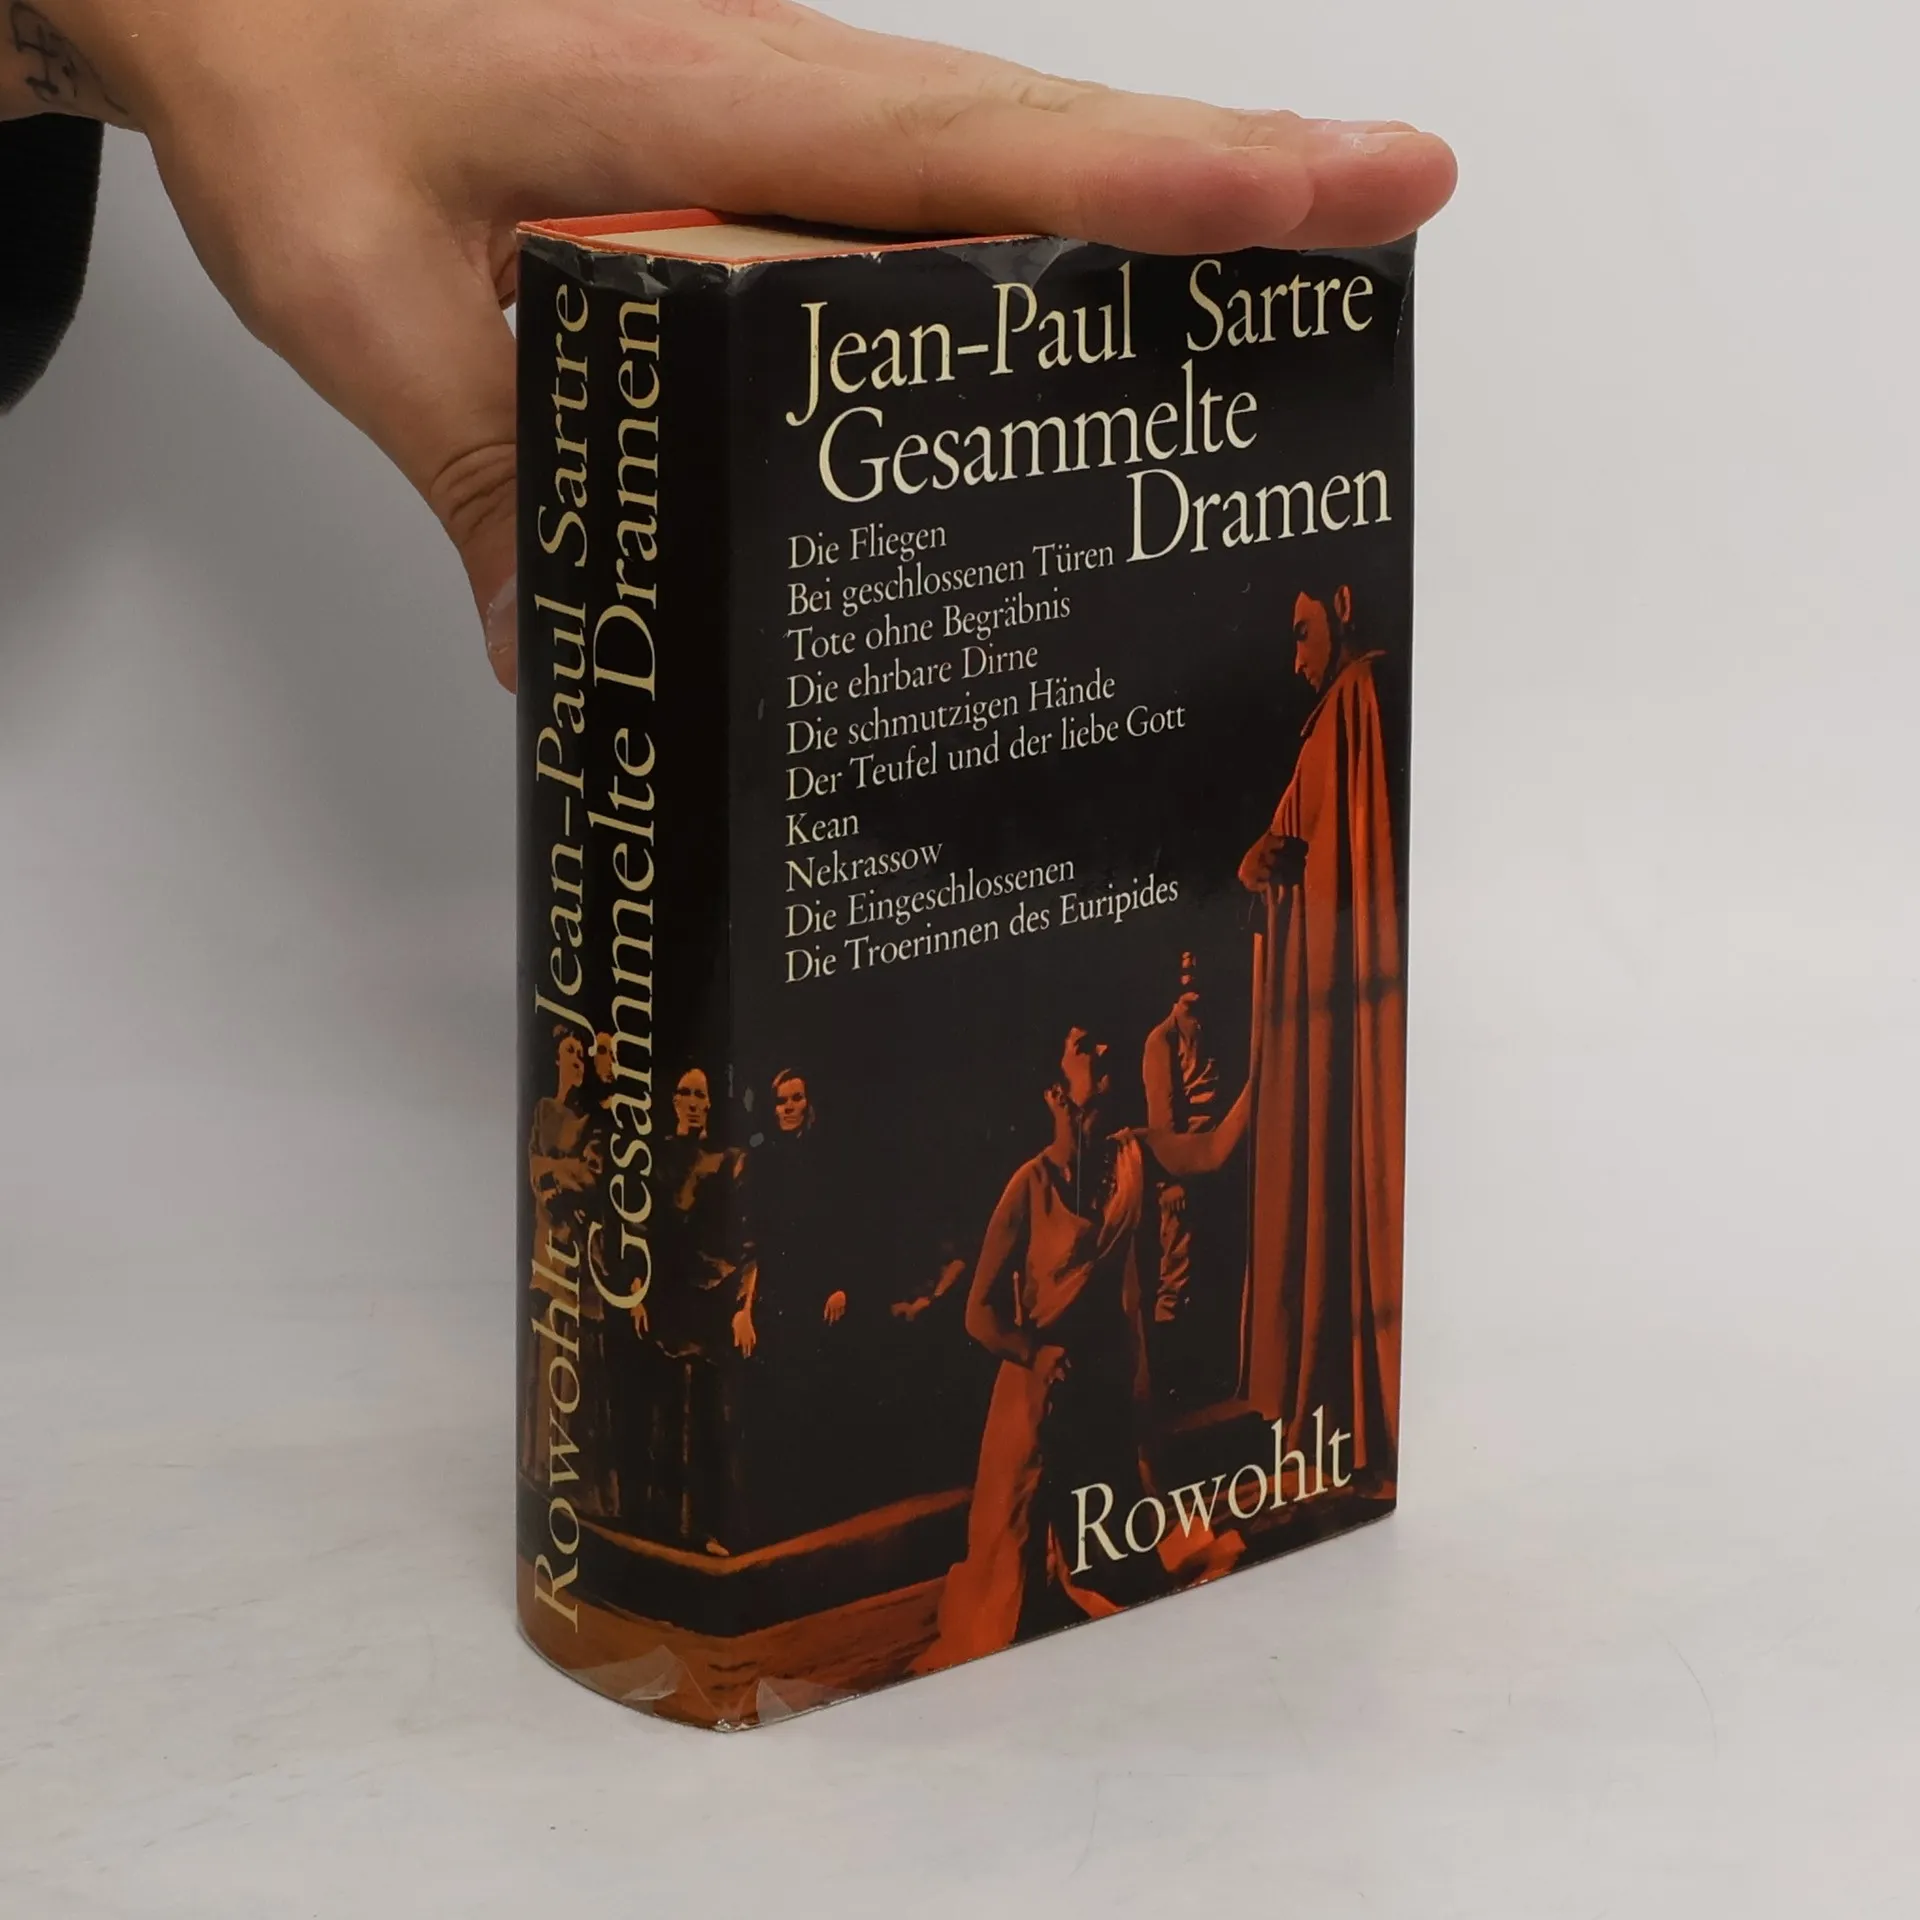 Jean-Paul Sartre
Gesammelte Dramen
Rowohlt
Jean-Paul Sartre
Gesammelte
Dramen
Die Fliegen
Bei geschlossenen Türen
Tote ohne Begräbnis
Die ehrbare Dirne
Die schmutzigen Hände
Der Teufel und der liebe Gott
Kean
Nekrassow
Die Eingeschlossenen
Die Troerinnen des Euripides
Rowohlt